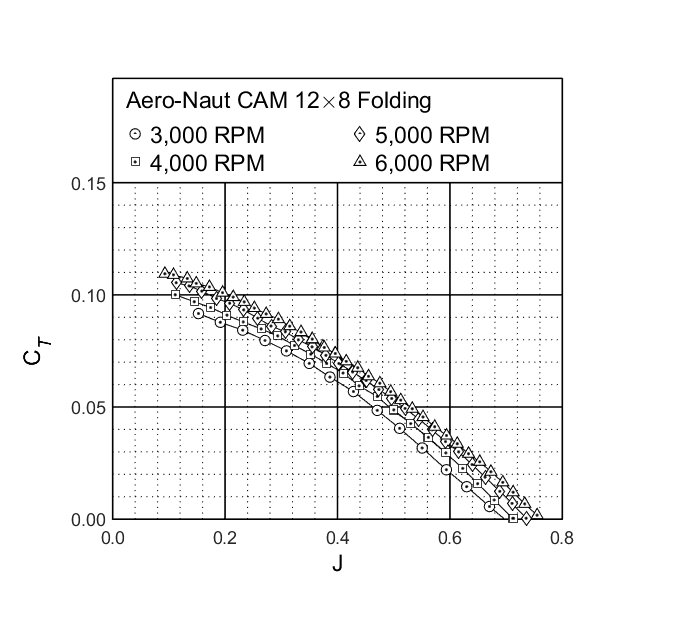 Aero-Naut CAM 12×8 Folding
3,000 RPM 5,000 RPM
4,000 RPM 6,000 RPM
0.15
0.10
C_T
0.05
0.00
0.0 0.2 0.4 0.6 0.8
J